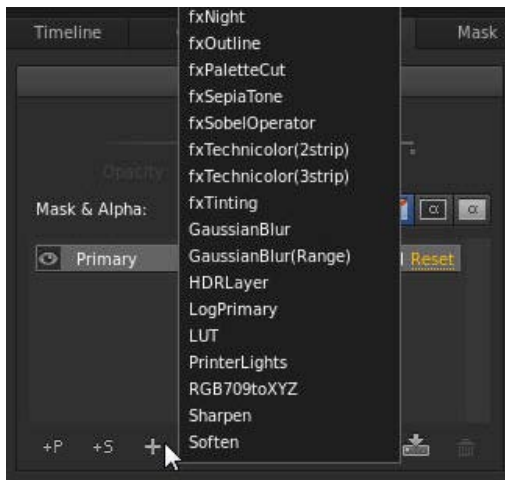 fxNight
Timeline
Mask
fxOutline
fxPaletteCut
fxSepiaTone
fxSobelOperator
fxTechnicolor(2strip)
Opacity:
fxTechnicolor(3strip)
fxTinting
Mask & Alpha:
α
α
GaussianBlur
GaussianBlur(Range)
Primary
Reset
HDRLayer
LogPrimary
LUT
PrinterLights
RGB709toXYZ
Sharpen
Soften
+P
+S
+